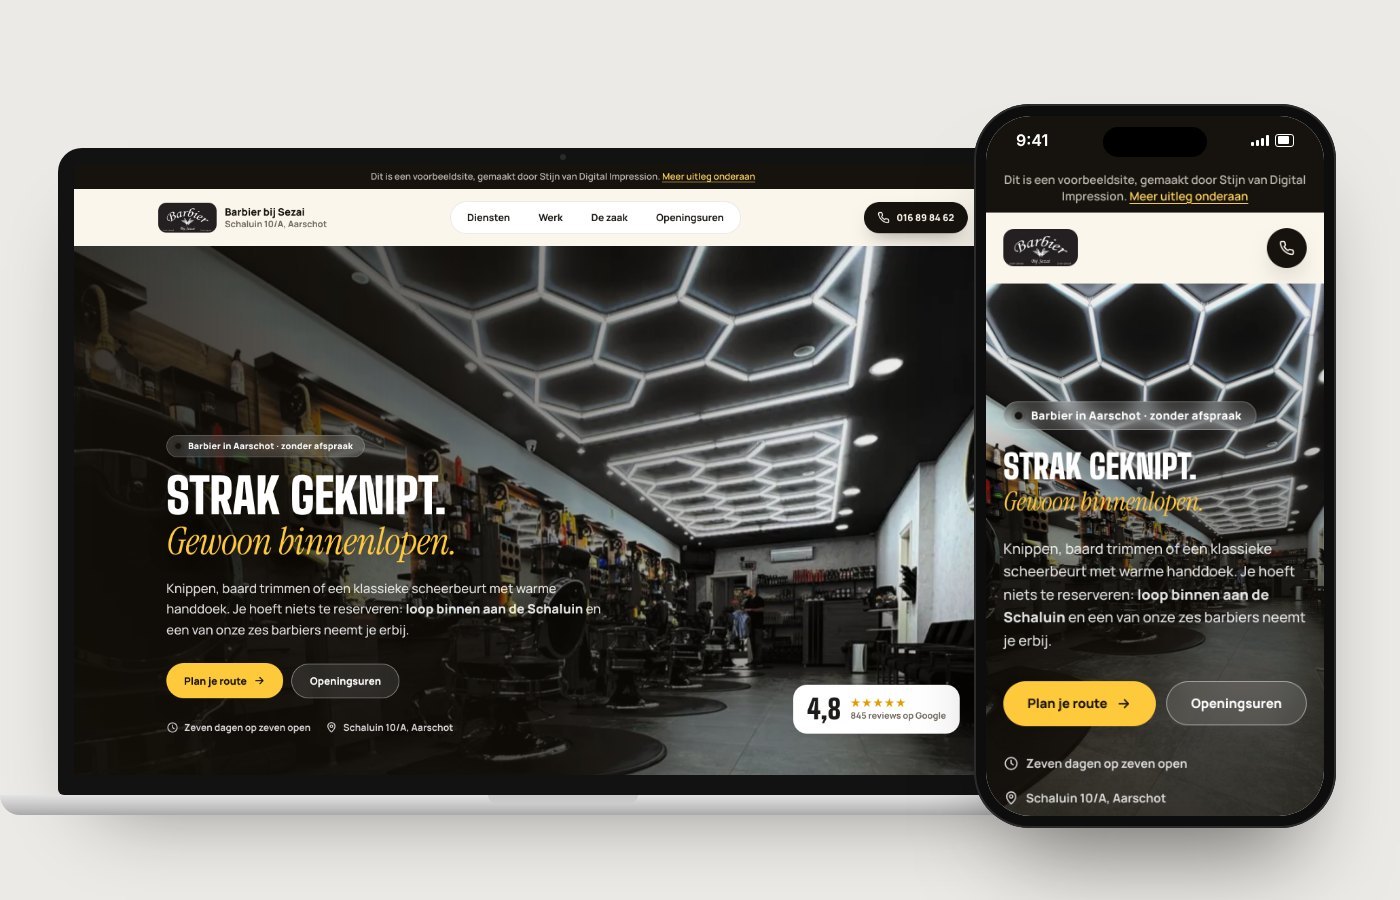 Dit is een voorbeeldsite, gemaakt door Stijn van Digital Impression. Meer uitleg onderaan
Barbier
Barbier bij Sezai
Schaluin 10/A, Aarschot
Diensten
Werk
De zaak
Openingsuren
016 89 84 62
Barbier in Aarschot · zonder afspraak
STRAK GEKNIPT.
Gewoon binnenlopen.
Knippen, baard trimmen of een klassieke scheerbeurt met warme
handdoek. Je hoeft niets te reserveren: loop binnen aan de Schaluin en
een van onze zes barbiers neemt je erbij.
Plan je route
Openingsuren
Zeven dagen op zeven open
Schaluin 10/A, Aarschot
4,8
845 reviews op Google
9:41
Dit is een voorbeeldsite, gemaakt door Stijn van Digital
Impression. Meer uitleg onderaan
Barbier
Bij Sezai
Barbier in Aarschot · zonder afspraak
STRAK GEKNIPT.
Gewoon binnenlopen.
Knippen, baard trimmen of een klassieke
scheerbeurt met warme handdoek. Je hoeft
niets te reserveren: loop binnen aan de
Schaluin en een van onze zes barbiers neemt
je erbij.
Plan je route
Openingsuren
Zeven dagen op zeven open
Schaluin 10/A, Aarschot